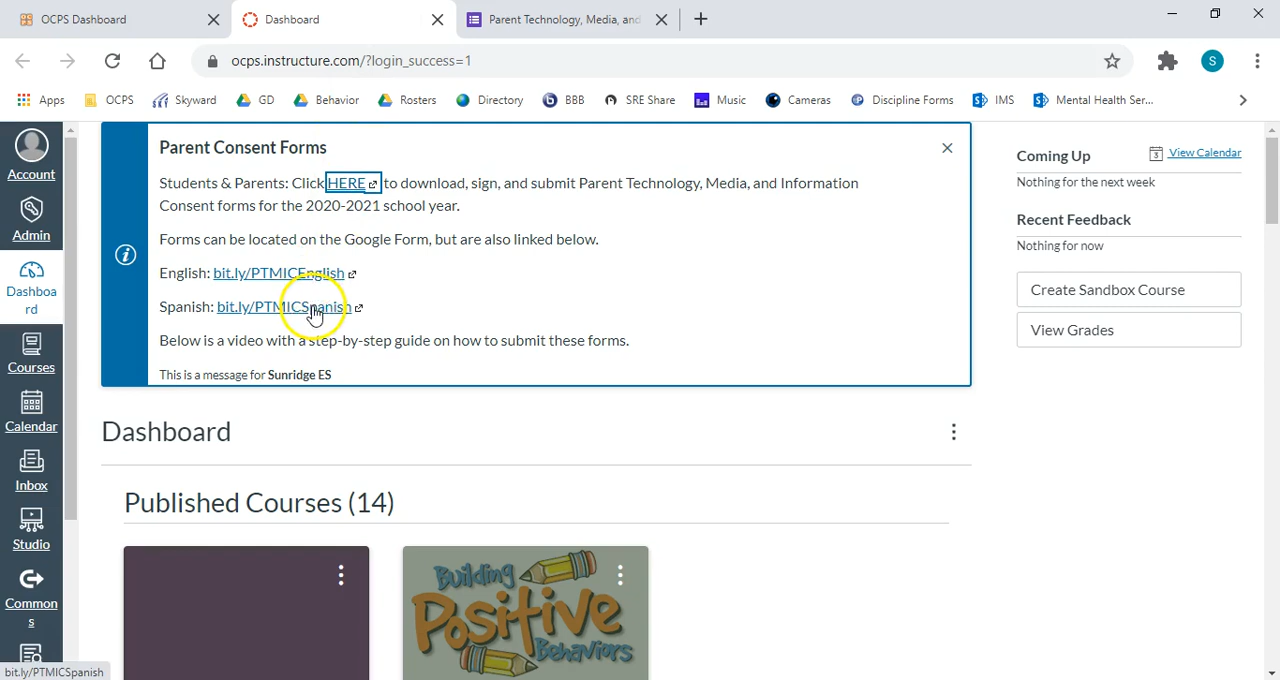 OCPS Dashboard
Dashboard
Parent Technology, Media, and
ocps.instructure.com/?login_success=1
S
Apps
OCPS
Skyward
GD
Behavior
Rosters
Directory
BBB
SRE Share
Music
Cameras
Discipline Forms
IMS
Mental Health Ser...
Account
Admin
Dashboa
rd
Courses
Calendar
Inbox
Studio
Common
s
Parent Consent Forms
Students & Parents: Click HERE to download, sign, and submit Parent Technology, Media, and Information
Consent forms for the 2020-2021 school year.
Forms can be located on the Google Form, but are also linked below.
English: bit.ly/PTMICEnglish
Spanish: bit.ly/PTMICSpanish
Below is a video with a step-by-step guide on how to submit these forms.
This is a message for Sunridge ES
Coming Up
View Calendar
Nothing for the next week
Recent Feedback
Nothing for now
Create Sandbox Course
View Grades
Dashboard
Published Courses (14)
Building
Positive
Behaviors
bit.ly/PTMICSpanish